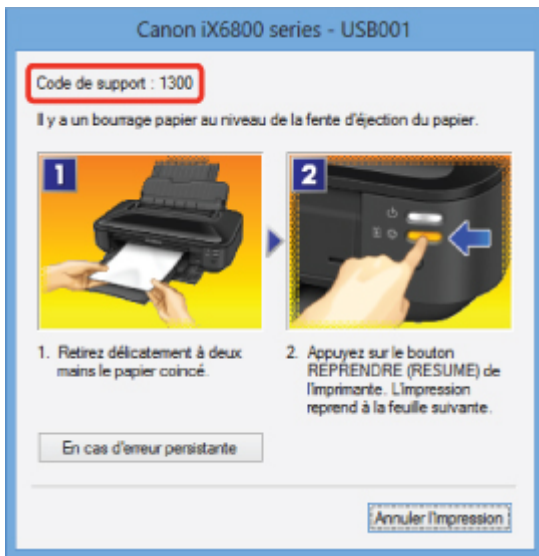 Canon iX6800 series - USB001
Code de support : 1300
Il y a un bourrage papier au niveau de la fente d'éjection du papier.
1
2
1. Retirez délicatement à deux
mains le papier coincé.
2. Appuyez sur le bouton
REPRENDRE (RESUME) de
l'imprimante. L'impression
reprend à la feuille suivante.
En cas d'erreur persistante
Annuler l'impression